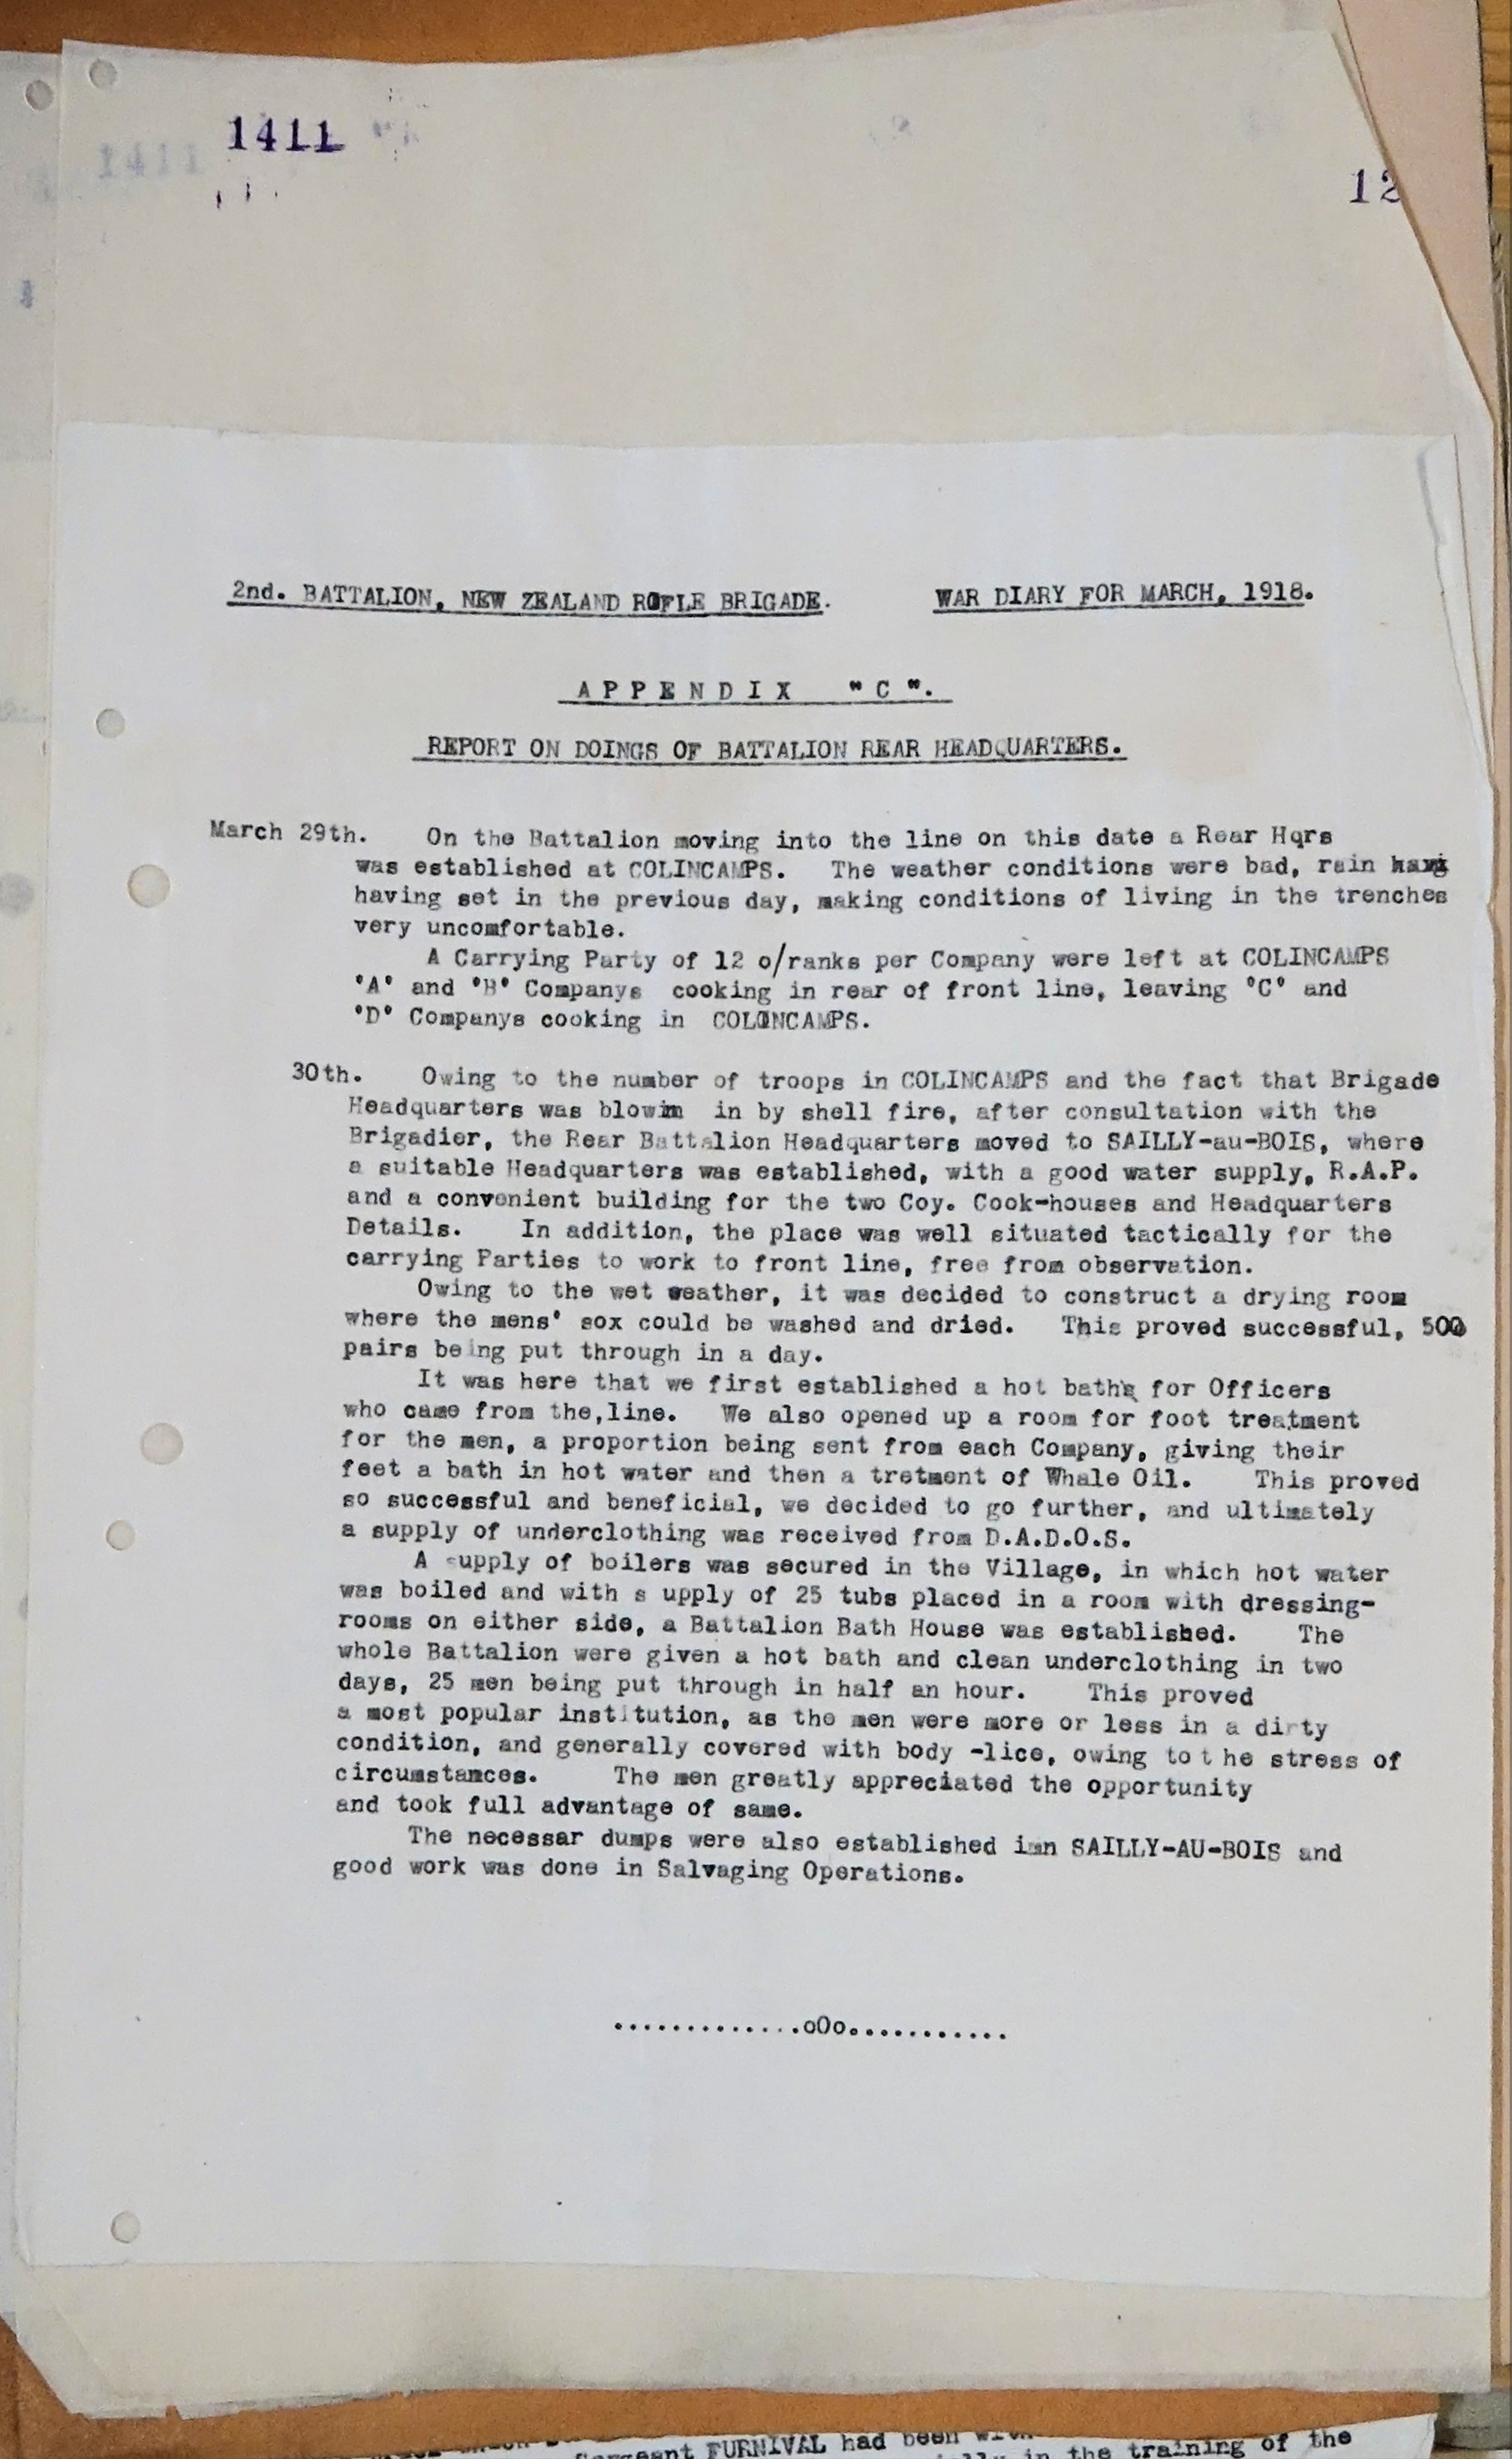 1411
12
2nd. BATTALION, NEW ZEALAND ROFLE BRIGADE. WAR DIARY FOR MARCH, 1918.
A P P E N D I X " C ".
REPORT ON DOINGS OF BATTALION REAR HEADQUARTERS.
March 29th. On the Battalion moving into the line on this date a Rear Hqrs
was established at COLINCAMPS. The weather conditions were bad, rain
having set in the previous day, making conditions of living in the trenches
very uncomfortable.
A Carrying Party of 12 o/ranks per Company were left at COLINCAMPS
'A' and 'B' Companys cooking in rear of front line, leaving 'C' and
'D' Companys cooking in COLINCAMPS.
30th. Owing to the number of troops in COLINCAMPS and the fact that Brigade
Headquarters was blowin in by shell fire, after consultation with the
Brigadier, the Rear Battalion Headquarters moved to SAILLY-au-BOIS, where
a suitable Headquarters was established, with a good water supply, R.A.P.
and a convenient building for the two Coy. Cook-houses and Headquarters
Details. In addition, the place was well situated tactically for the
carrying Parties to work to front line, free from observation.
Owing to the wet weather, it was decided to construct a drying room
where the mens' sox could be washed and dried. This proved successful, 500
pairs being put through in a day.
It was here that we first established a hot baths for Officers
who came from the,line. We also opened up a room for foot treatment
for the men, a proportion being sent from each Company, giving their
feet a bath in hot water and then a tretment of Whale Oil. This proved
so successful and beneficial, we decided to go further, and ultimately
a supply of underclothing was received from D.A.D.O.S.
A supply of boilers was secured in the Village, in which hot water
was boiled and with s upply of 25 tubs placed in a room with dressing-
rooms on either side, a Battalion Bath House was established. The
whole Battalion were given a hot bath and clean underclothing in two
days, 25 men being put through in half an hour. This proved
a most popular institution, as the men were more or less in a dirty
condition, and generally covered with body -lice, owing to t he stress of
circumstances. The men greatly appreciated the opportunity
and took full advantage of same.
The necessar dumps were also established inn SAILLY-AU-BOIS and
good work was done in Salvaging Operations.
.............oOo...........
Sergeant FURNIVAL had been
in the training of the